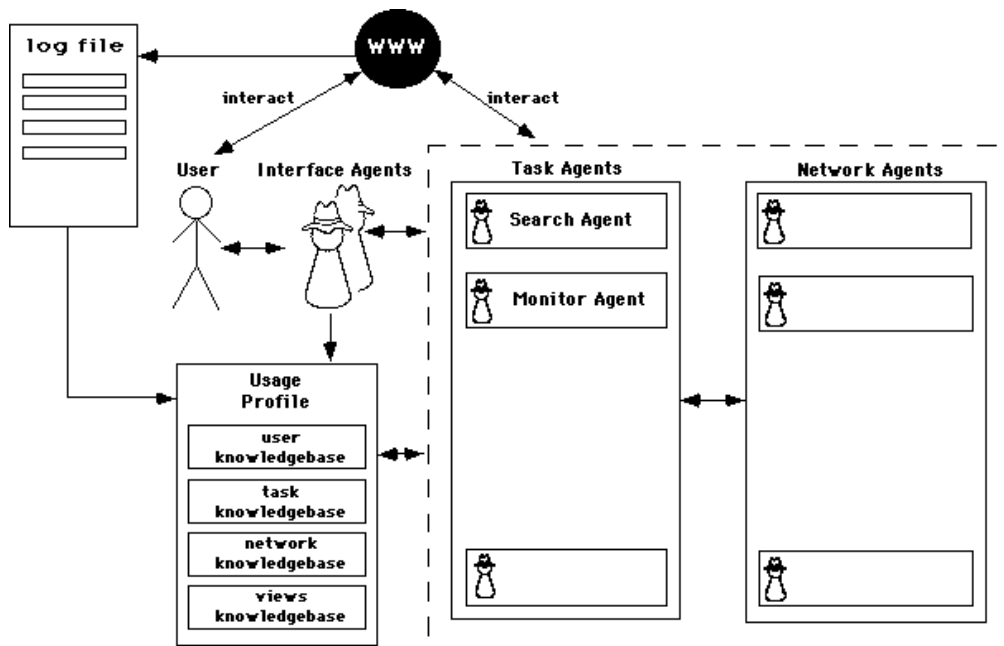 log file
WWW
interact
interact
User
Interface Agents
Task Agents
Network Agents
Search Agent
Monitor Agent
Usage
Profile
user
knowledgebase
task
knowledgebase
network
knowledgebase
views
knowledgebase